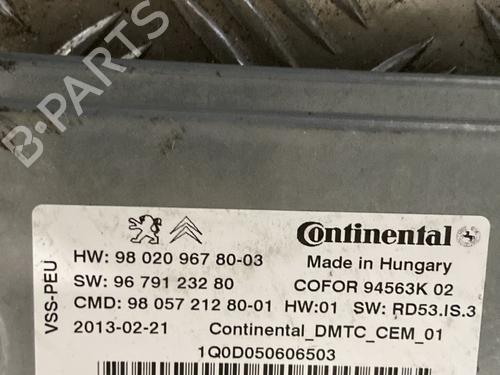 B-PARTS
Continental
HW: 98 020 967 80-03
Made in Hungary
SW: 96 791 232 80
COFOR 94563K 02
CMD: 98 057 212 80-01 HW:01 SW: RD53.IS.3
2013-02-21 Continental_DMTC_CEM_01
1Q0D050606503
VSS-PEU